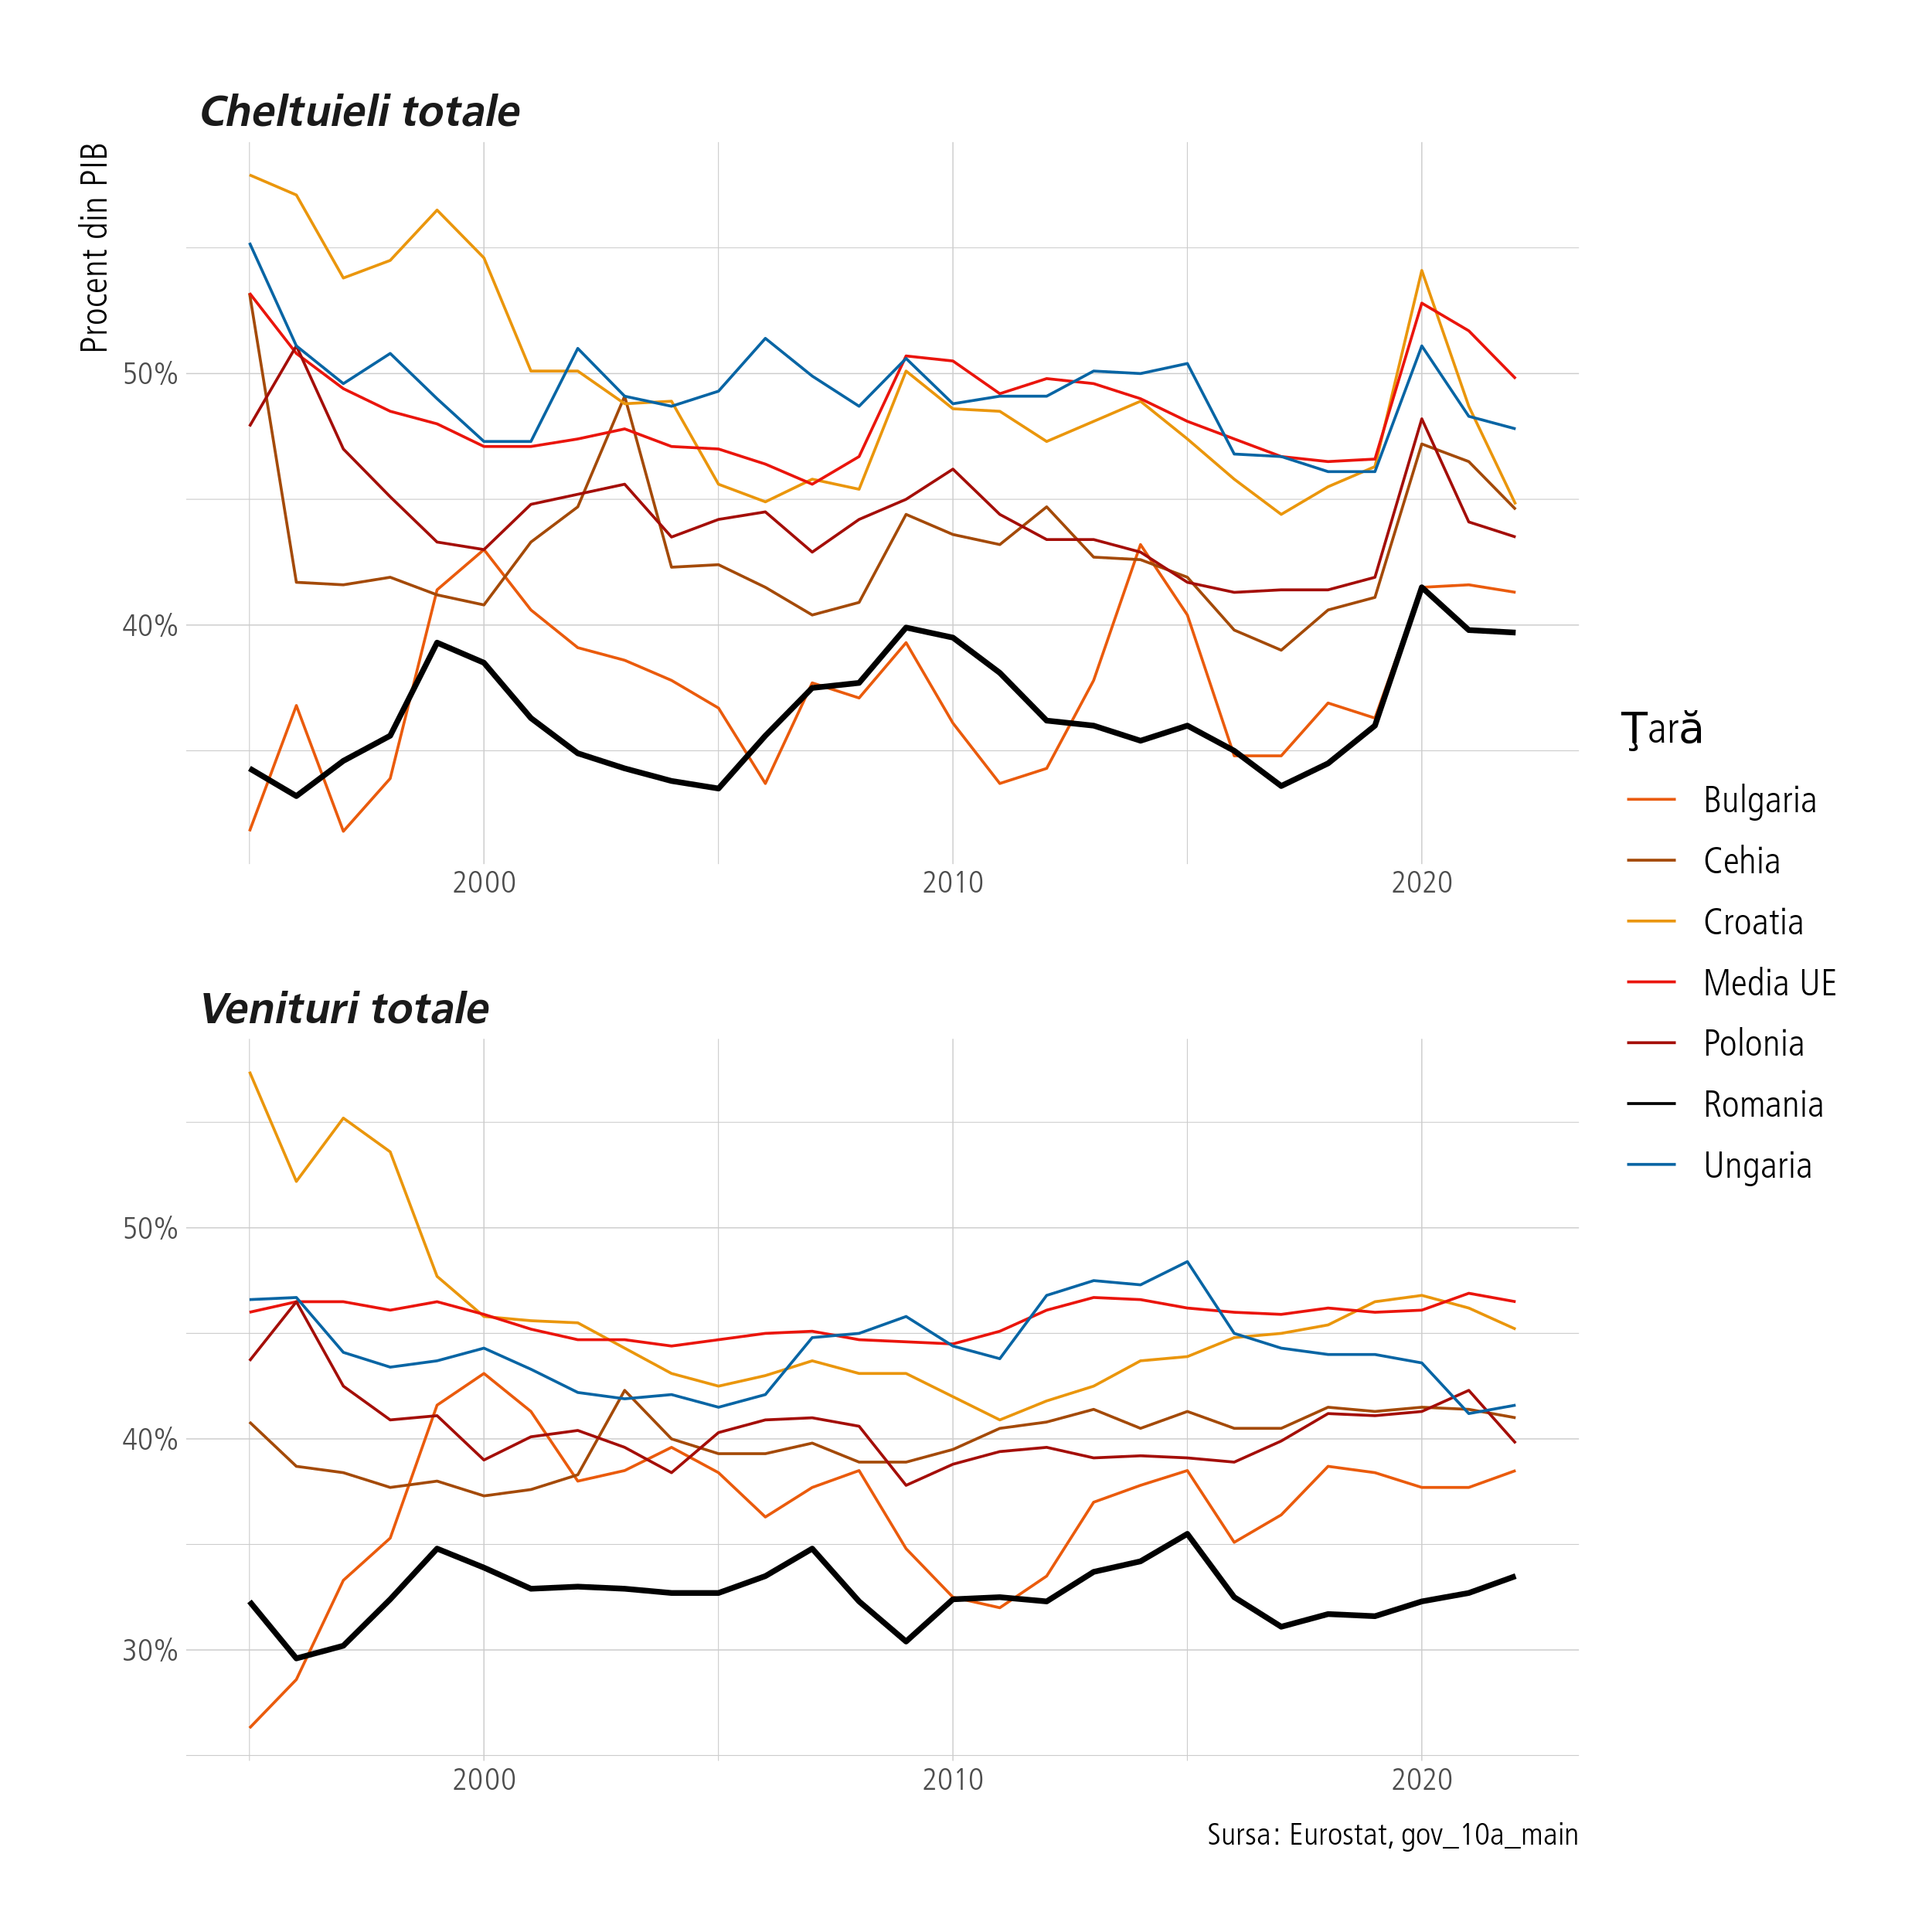 Cheltuieli totale
Procent din PIB
50%
40%
2000 2010 2020
Venituri totale
50%
40%
30%
2000 2010 2020
Sursa: Eurostat, gov_10a_main
Ţară
Bulgaria
Cehia
Croatia
Media UE
Polonia
Romania
Ungaria